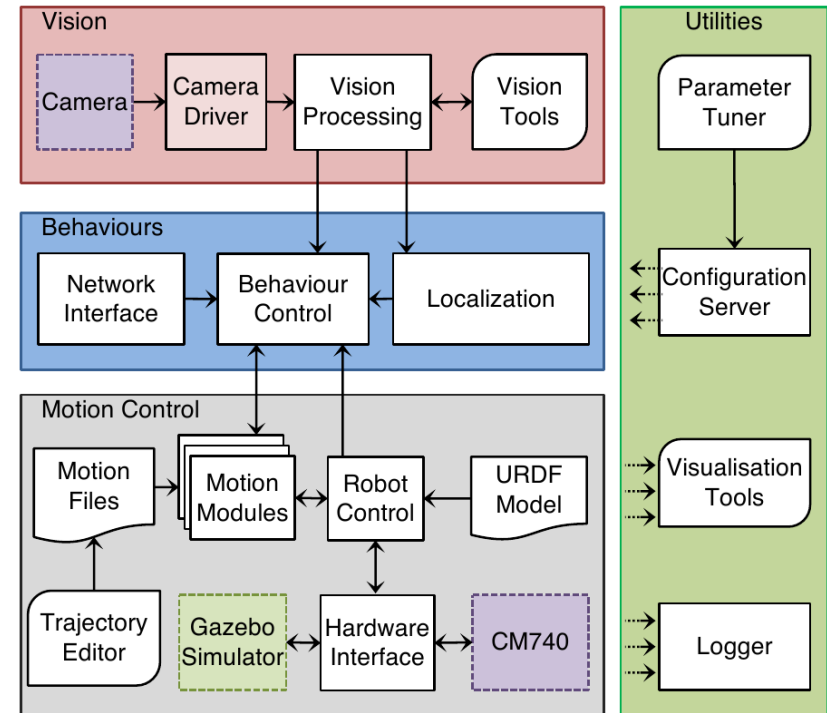 Vision
Camera
Camera
Driver
Vision
Processing
Vision
Tools
Behaviours
Network
Interface
Behaviour
Control
Localization
Motion Control
Motion
Files
Motion
Modules
Robot
Control
URDF
Model
Trajectory
Editor
Gazebo
Simulator
Hardware
Interface
CM740
Utilities
Parameter
Tuner
Configuration
Server
Visualisation
Tools
Logger